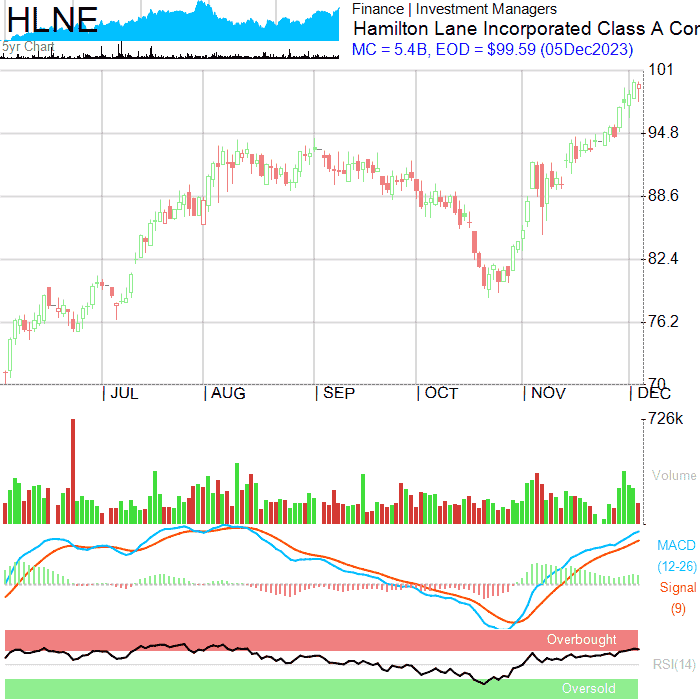 HLNE
5yr Chart
Finance | Investment Managers
Hamilton Lane Incorporated Class A Cor
MC = 5.4B, EOD = $99.59 (05Dec2023)
101
94.8
88.6
82.4
76.2
70
| JUL | AUG | SEP | OCT | NOV | DEC
726k
Volume
MACD
(12-26)
Signal
(9)
Overbought
RSI(14)
Oversold